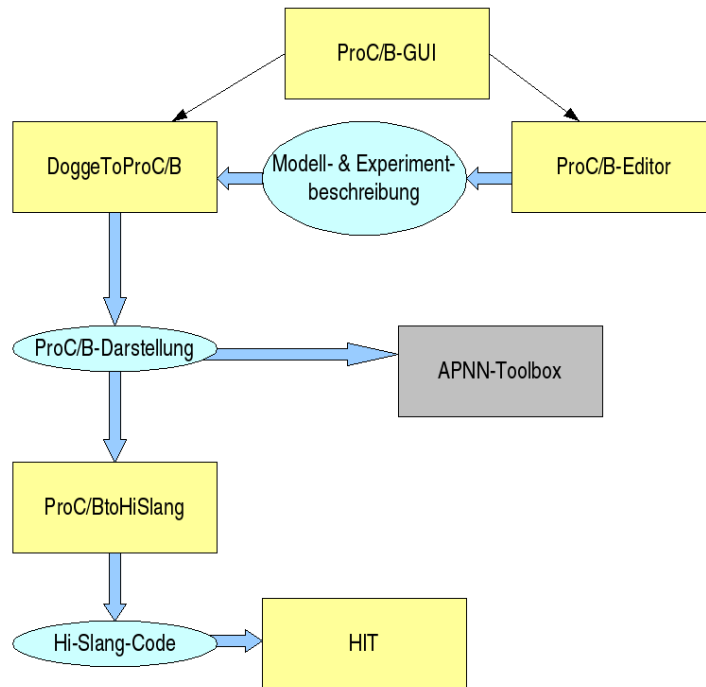 ProC/B-GUI
DoggeToProC/B
Modell- & Experiment-
beschreibung
ProC/B-Editor
ProC/B-Darstellung
APNN-Toolbox
ProC/BtoHiSlang
Hi-Slang-Code
HIT